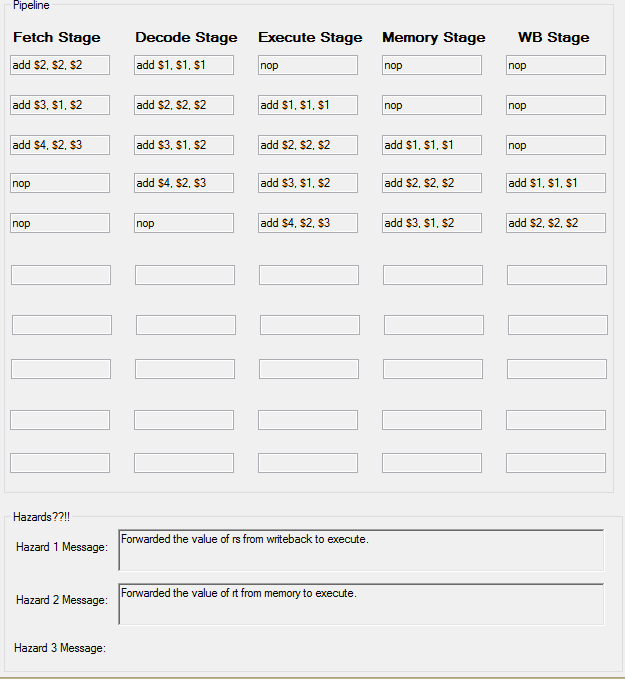 Pipeline
Fetch Stage Decode Stage Execute Stage Memory Stage WB Stage
add $2, $2, $2 add $1, $1, $1 nop nop nop
add $3, $1, $2 add $2, $2, $2 add $1, $1, $1 nop nop
add $4, $2, $3 add $3, $1, $2 add $2, $2, $2 add $1, $1, $1 nop
nop add $4, $2, $3 add $3, $1, $2 add $2, $2, $2 add $1, $1, $1
nop nop add $4, $2, $3 add $3, $1, $2 add $2, $2, $2
Hazards??!!
Hazard 1 Message: Forwarded the value of rs from writeback to execute.
Hazard 2 Message: Forwarded the value of rt from memory to execute.
Hazard 3 Message: